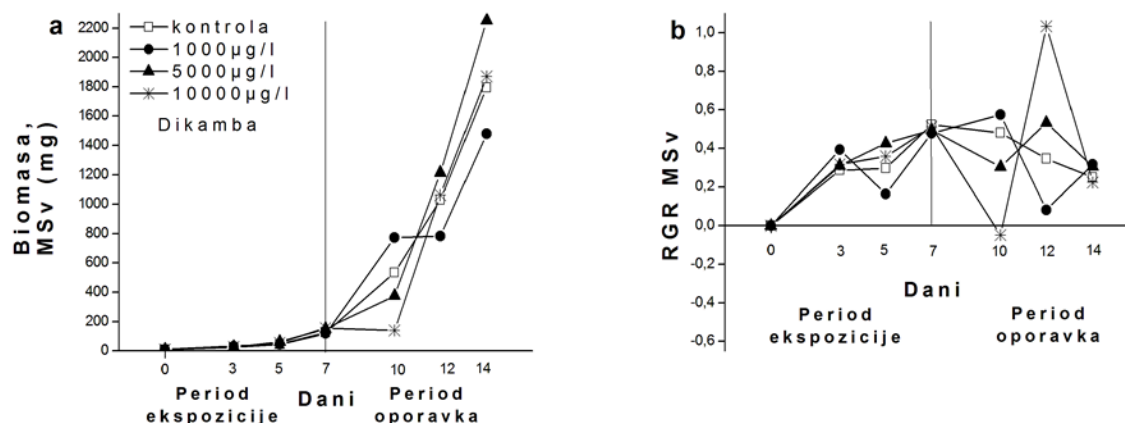 a
kontrola
1000µg/l
5000µg/l
10000µg/l
Dikamba
Biomasa,
MSv (mg)
2200
2000
1800
1600
1400
1200
1000
800
600
400
200
0
0 3 5 7 10 12 14
Period
ekspozicije
Dani
Period
oporavka
b
RGR MSv
1,0
0,8
0,6
0,4
0,2
0,0
-0,2
-0,4
-0,6
0 3 5 7 10 12 14
Dani
Period
ekspozicije
Period
oporavka